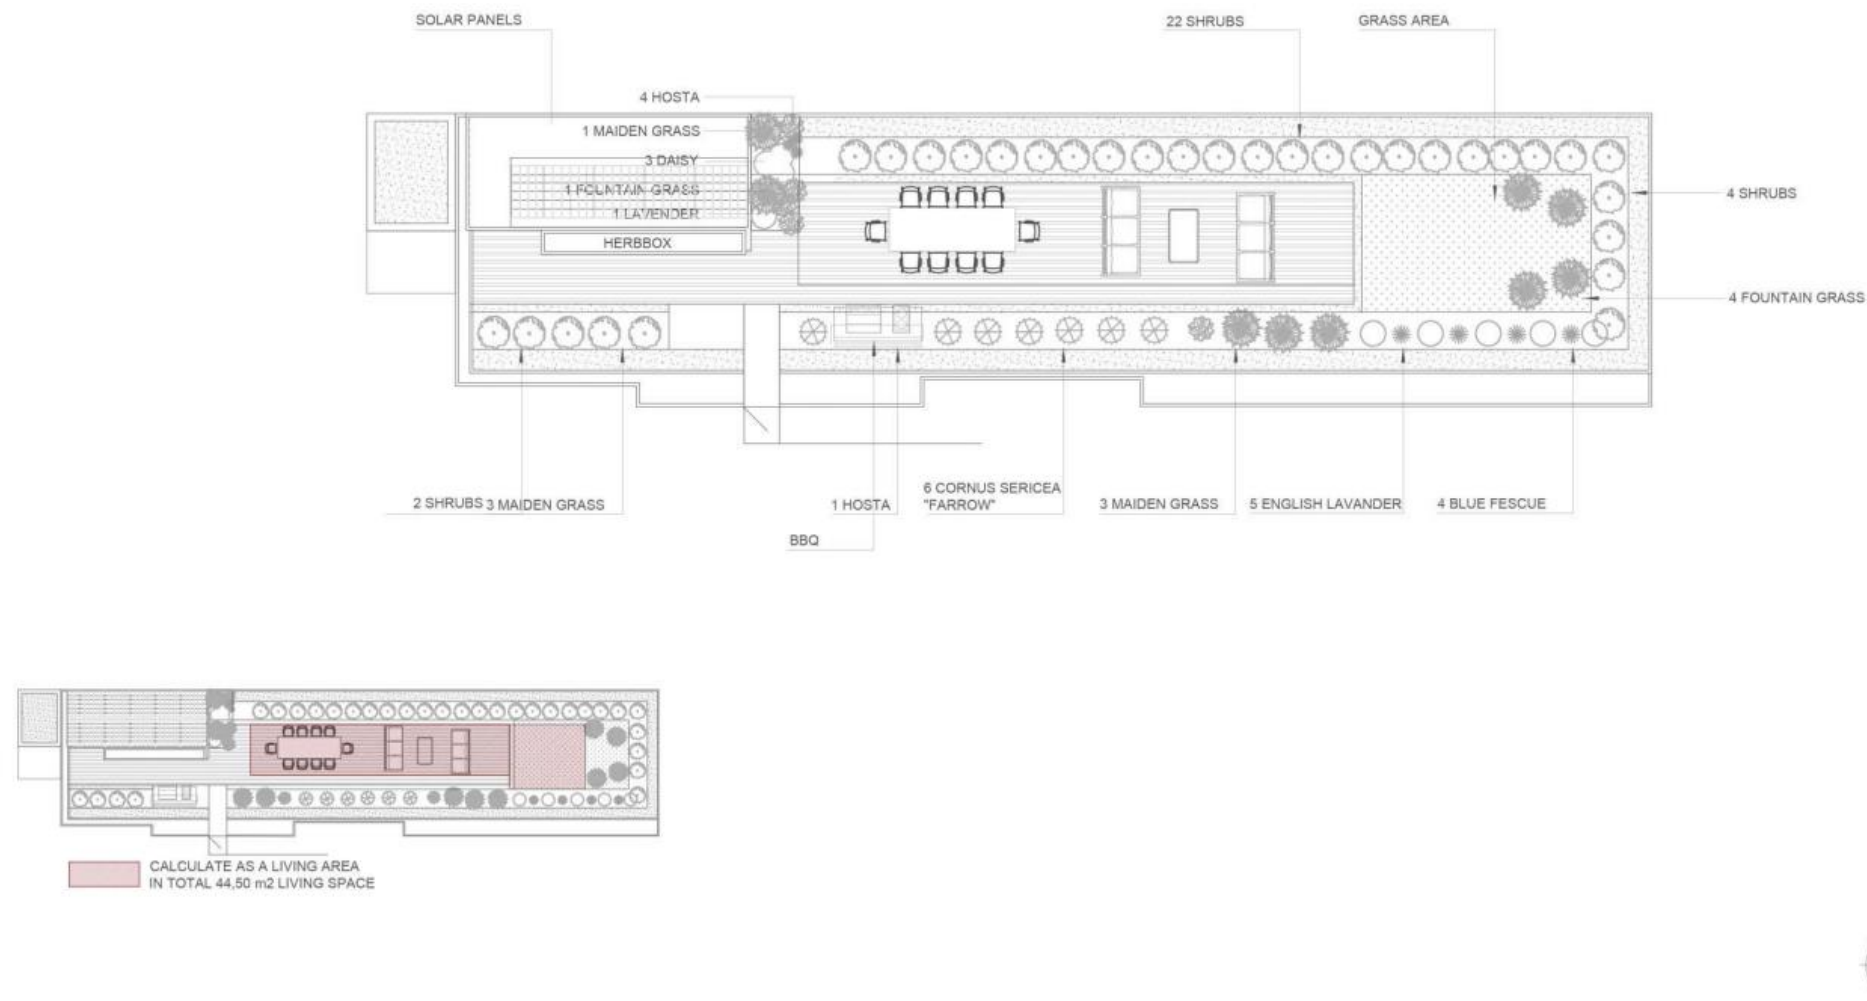 SOLAR PANELS
22 SHRUBS
GRASS AREA
4 HOSTA
1 MAIDEN GRASS
3 DAISY
1 FOUNTAIN GRASS
1 LAVENDER
HERBBOX
4 SHRUBS
4 FOUNTAIN GRASS
2 SHRUBS
3 MAIDEN GRASS
1 HOSTA
6 CORNUS SERICEA
"FARROW"
3 MAIDEN GRASS
5 ENGLISH LAVANDER
4 BLUE FESCUE
BBQ
CALCULATE AS A LIVING AREA
IN TOTAL 44,50 m2 LIVING SPACE